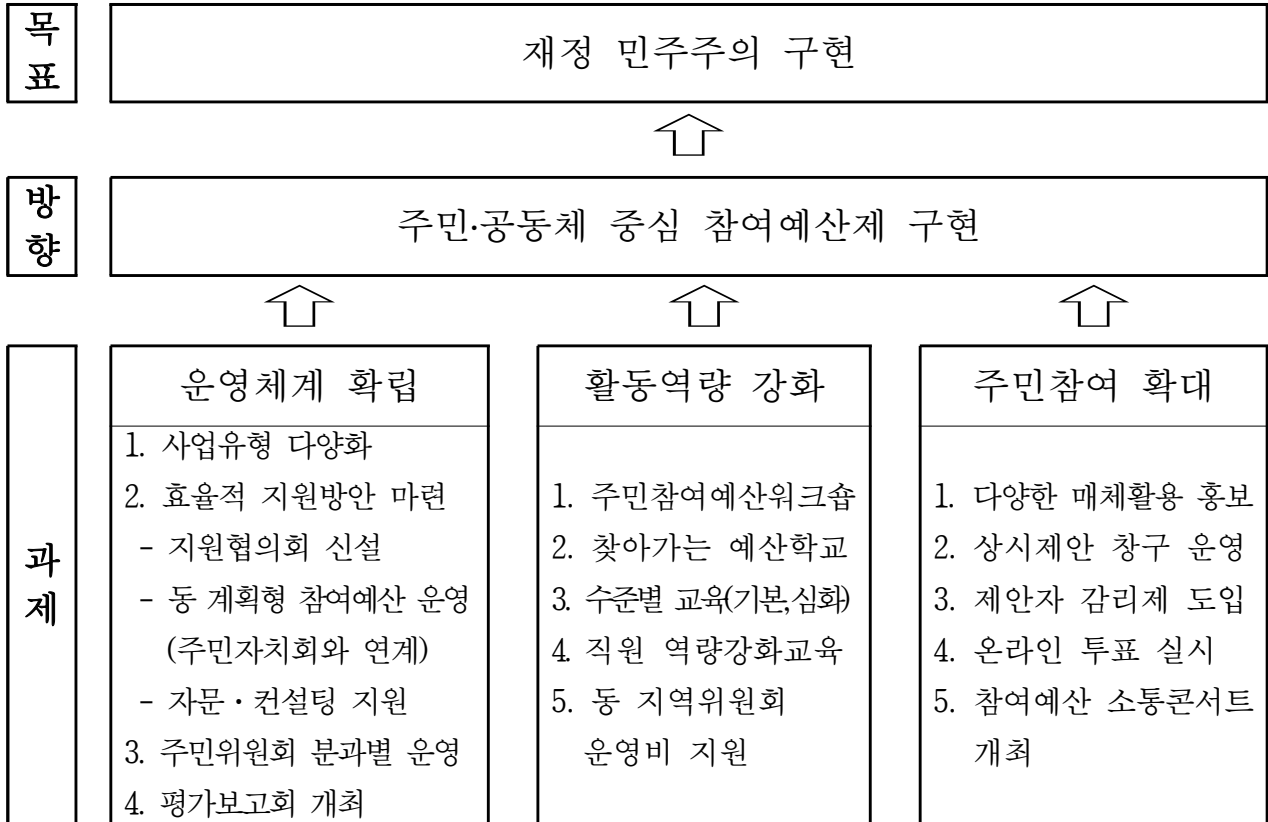 목표
재정 민주주의 구현
방향
주민·공동체 중심 참여예산제 구현
과제
운영체계 확립
1. 사업유형 다양화
2. 효율적 지원방안 마련
- 지원협의회 신설
- 동 계획형 참여예산 운영
(주민자치회와 연계)
- 자문・컨설팅 지원
3. 주민위원회 분과별 운영
4. 평가보고회 개최
활동역량 강화
1. 주민참여예산워크숍
2. 찾아가는 예산학교
3. 수준별 교육(기본,심화)
4. 직원 역량강화교육
5. 동 지역위원회
운영비 지원
주민참여 확대
1. 다양한 매체활용 홍보
2. 상시제안 창구 운영
3. 제안자 감리제 도입
4. 온라인 투표 실시
5. 참여예산 소통콘서트
개최